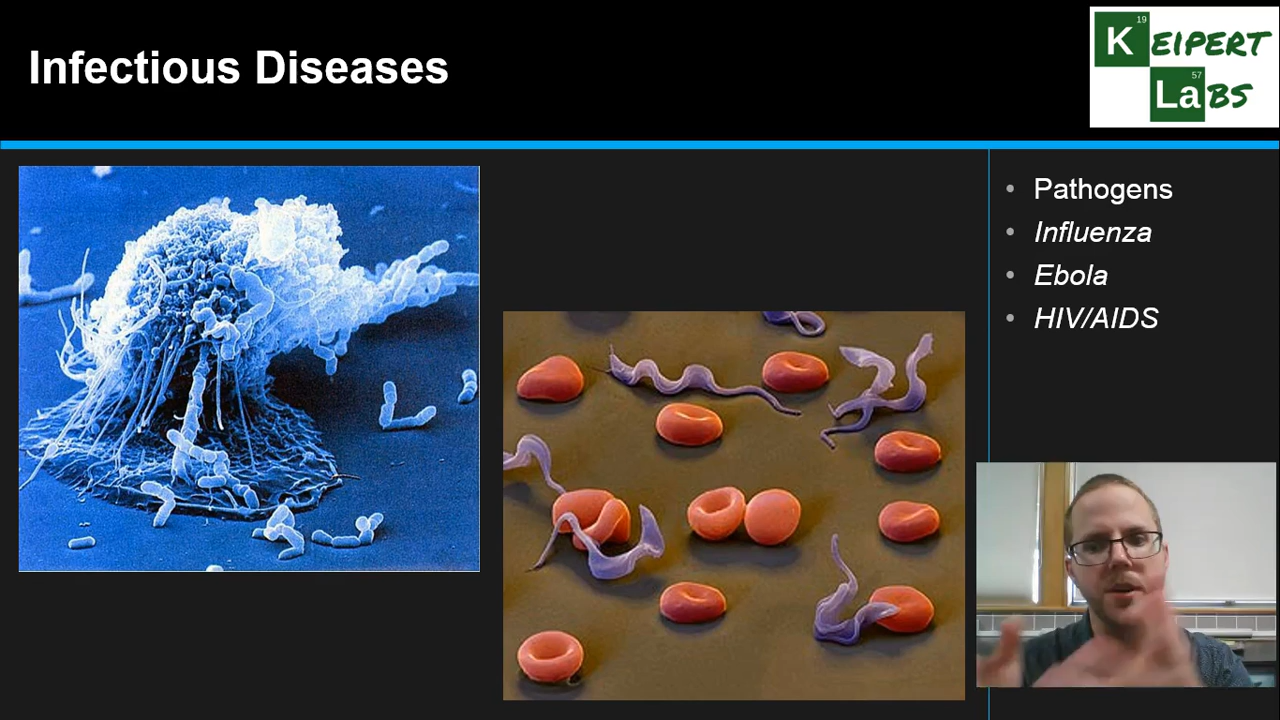 Infectious Diseases
19
KEIPERT
57
LaBS
• Pathogens
• Influenza
• Ebola
• HIV/AIDS